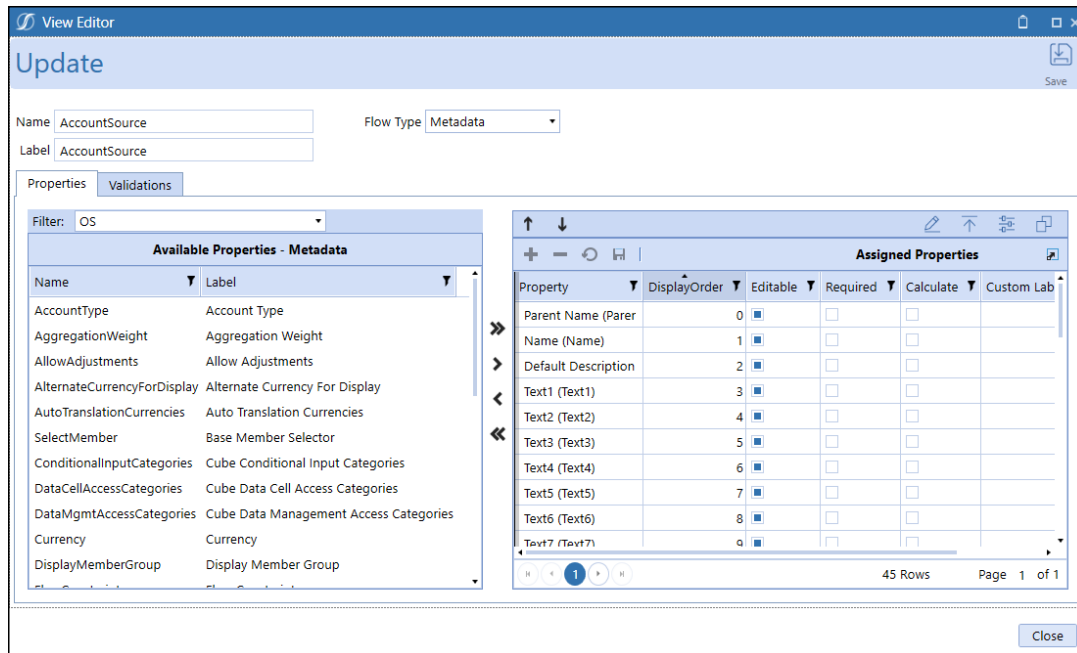 View Editor
Update
Save
Name AccountSource Flow Type Metadata
Label AccountSource
Properties Validations
Filter: OS
Available Properties - Metadata
Name Label
AccountType Account Type
AggregationWeight Aggregation Weight
AllowAdjustments Allow Adjustments
AlternateCurrencyForDisplay Alternate Currency For Display
AutoTranslationCurrencies Auto Translation Currencies
SelectMember Base Member Selector
ConditionalInputCategories Cube Conditional Input Categories
DataCellAccessCategories Cube Data Cell Access Categories
DataMgmtAccessCategories Cube Data Management Access Categories
Currency Currency
DisplayMemberGroup Display Member Group
Assigned Properties
Property DisplayOrder Editable Required Calculate Custom Lab
Parent Name (Parer 0
Name (Name) 1
Default Description 2
Text1 (Text1) 3
Text2 (Text2) 4
Text3 (Text3) 5
Text4 (Text4) 6
Text5 (Text5) 7
Text6 (Text6) 8
Text7 (Text7) 9
1 45 Rows Page 1 of 1
Close